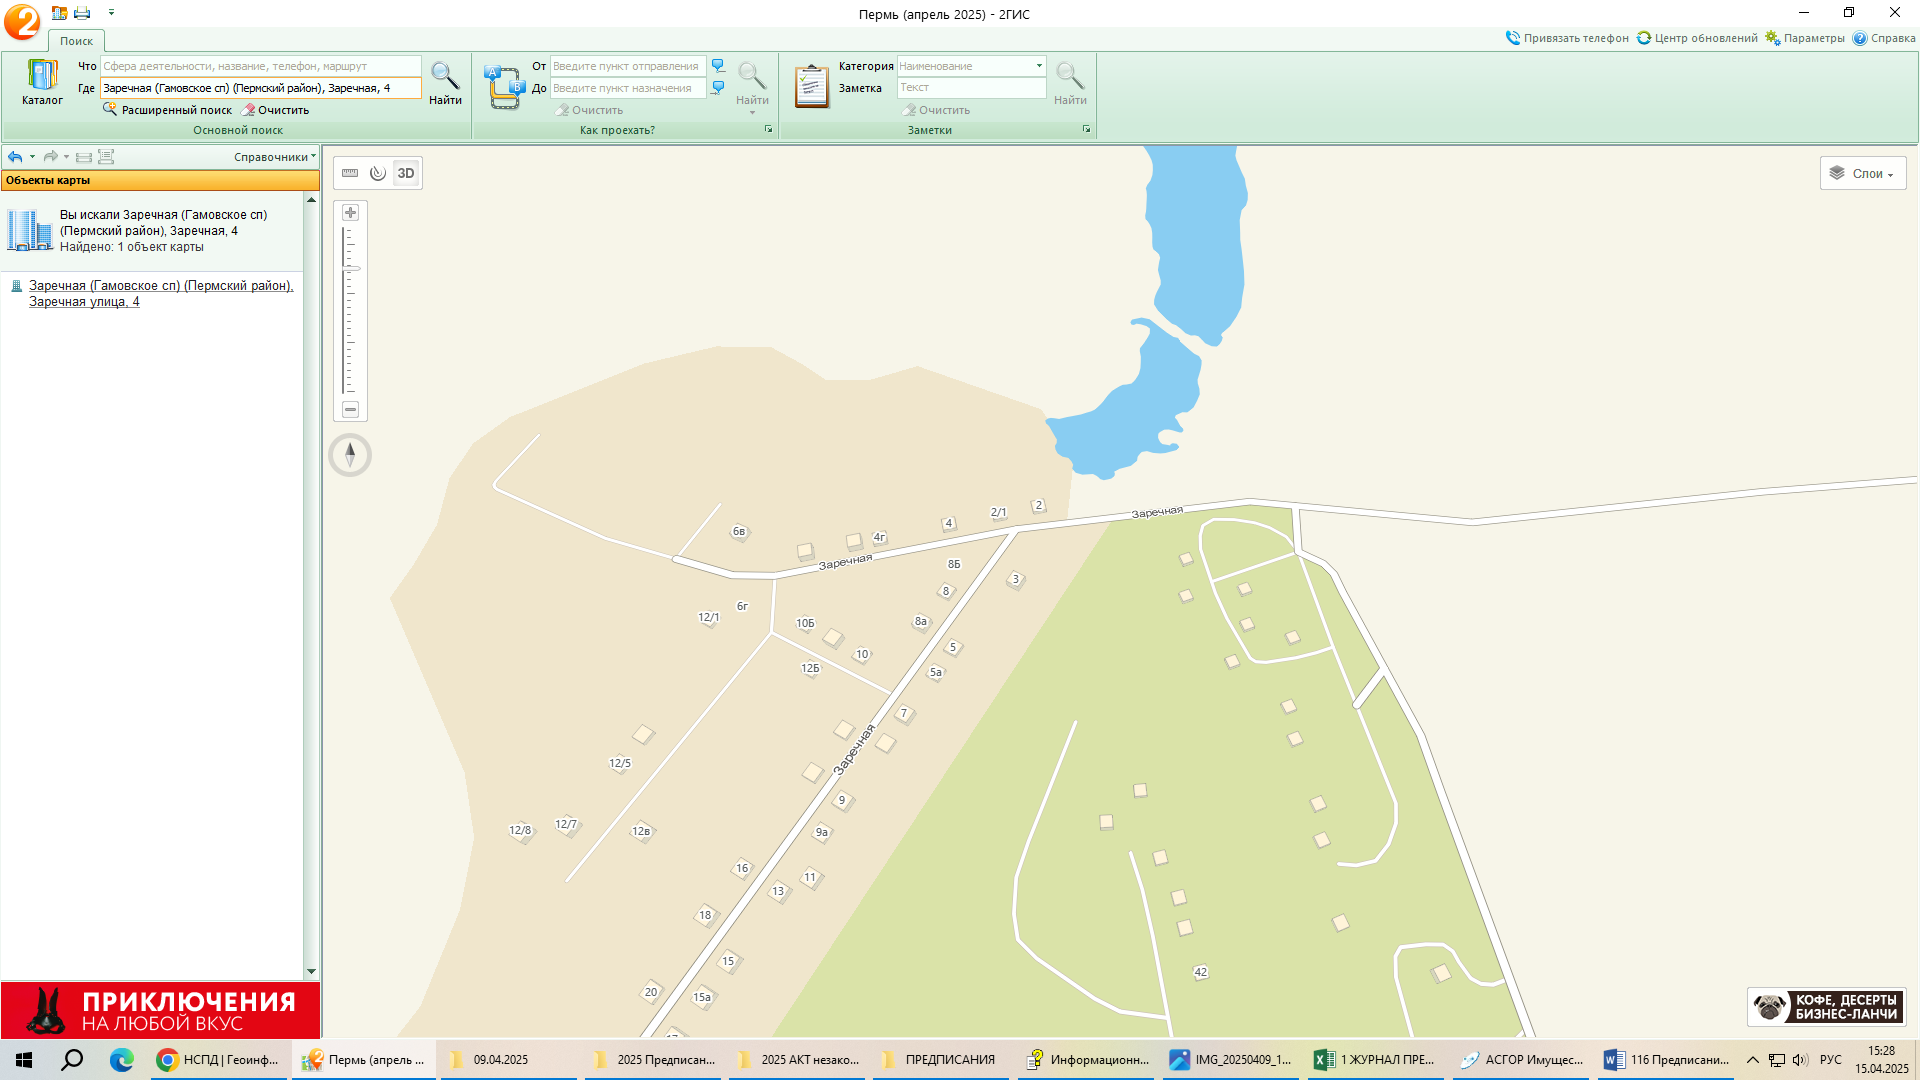 Пермь (апрель 2025) - 2ГИС
Поиск
Привязать телефон
Центр обновлений
Параметры
Справка
Каталог
Что
Сфера деятельности, название, телефон, маршрут
Где
Заречная (Гамовское сп) (Пермский район), Заречная, 4
Расширенный поиск
Очистить
Найти
Основной поиск
От
Введите пункт отправления
До
Введите пункт назначения
Очистить
Найти
Как проехать?
Категория
Наименование
Заметка
Текст
Очистить
Найти
Заметки
Справочники
Объекты карты
Вы искали Заречная (Гамовское сп)
(Пермский район), Заречная, 4
Найдено: 1 объект карты
Заречная (Гамовское сп) (Пермский район),
Заречная улица, 4
3D
Слои
2
2/1
4
4г
6в
Заречная
Заречная
8Б
8
3
6г
12/1
10Б
8а
5
10
12Б
5а
7
Заречная
12/5
9
12/8
12/7
12в
9а
16
11
13
18
15
42
20
15а
17
ПРИКЛЮЧЕНИЯ
НА ЛЮБОЙ ВКУС
КОФЕ, ДЕСЕРТЫ
БИЗНЕС-ЛАНЧИ
НСПД | Геоинф...
Пермь (апрель ...
09.04.2025
2025 Предписан...
2025 АКТ незако...
ПРЕДПИСАНИЯ
Информационн...
IMG_20250409_1...
1 ЖУРНАЛ ПРЕ...
АСГОР Имущес...
116 Предписани...
РУС
15:28
15.04.2025